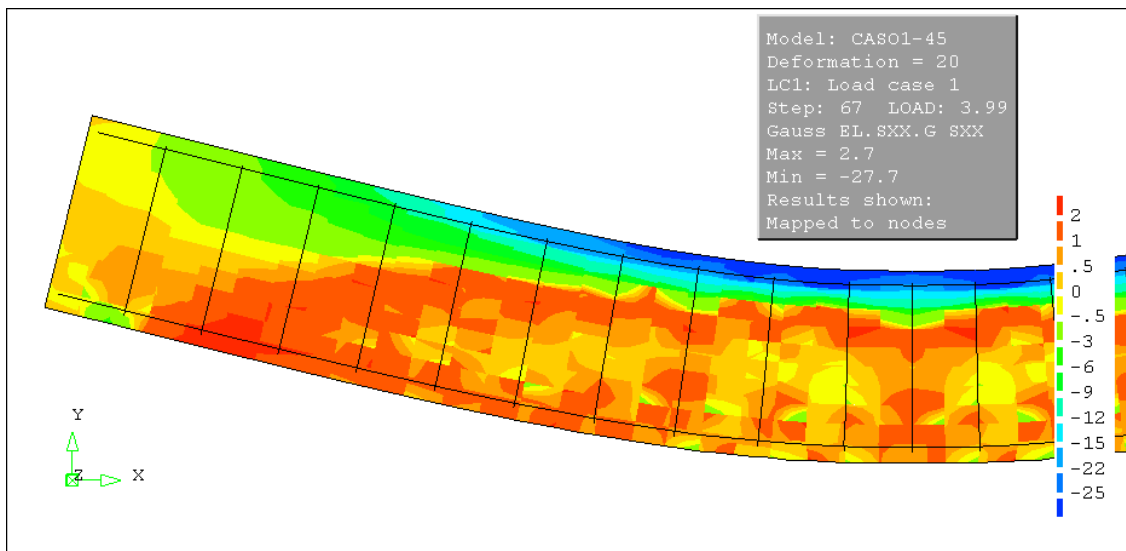 Model: CASO1-45
Deformation = 20
LC1: Load case 1
Step: 67 LOAD: 3.99
Gauss EL.SXX.G SXX
Max = 2.7
Min = -27.7
Results shown:
Mapped to nodes
2
1
.5
0
-.5
-3
-6
-9
-12
-15
-22
-25
Y
Z
X